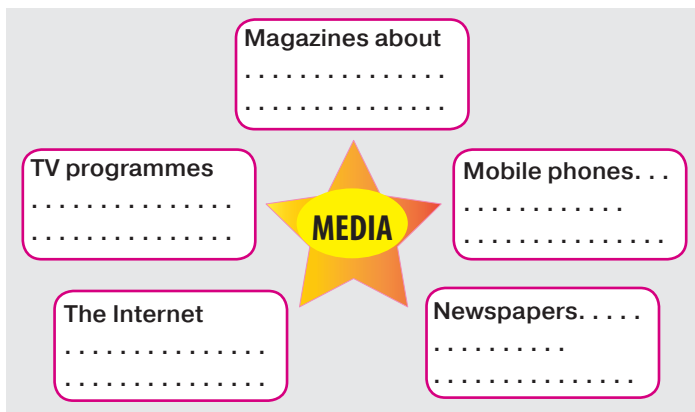 Magazines about
. . . . . . . . . . . . . . .
. . . . . . . . . . . . . . .
TV programmes
. . . . . . . . . . . . . . .
. . . . . . . . . . . . . . .
Mobile phones. . .
. . . . . . . . . . . .
. . . . . . . . . . . . . . .
MEDIA
The Internet
. . . . . . . . . . . . . . .
. . . . . . . . . . . . . . .
Newspapers. . . . .
. . . . . . . . . .
. . . . . . . . . . . . . . .